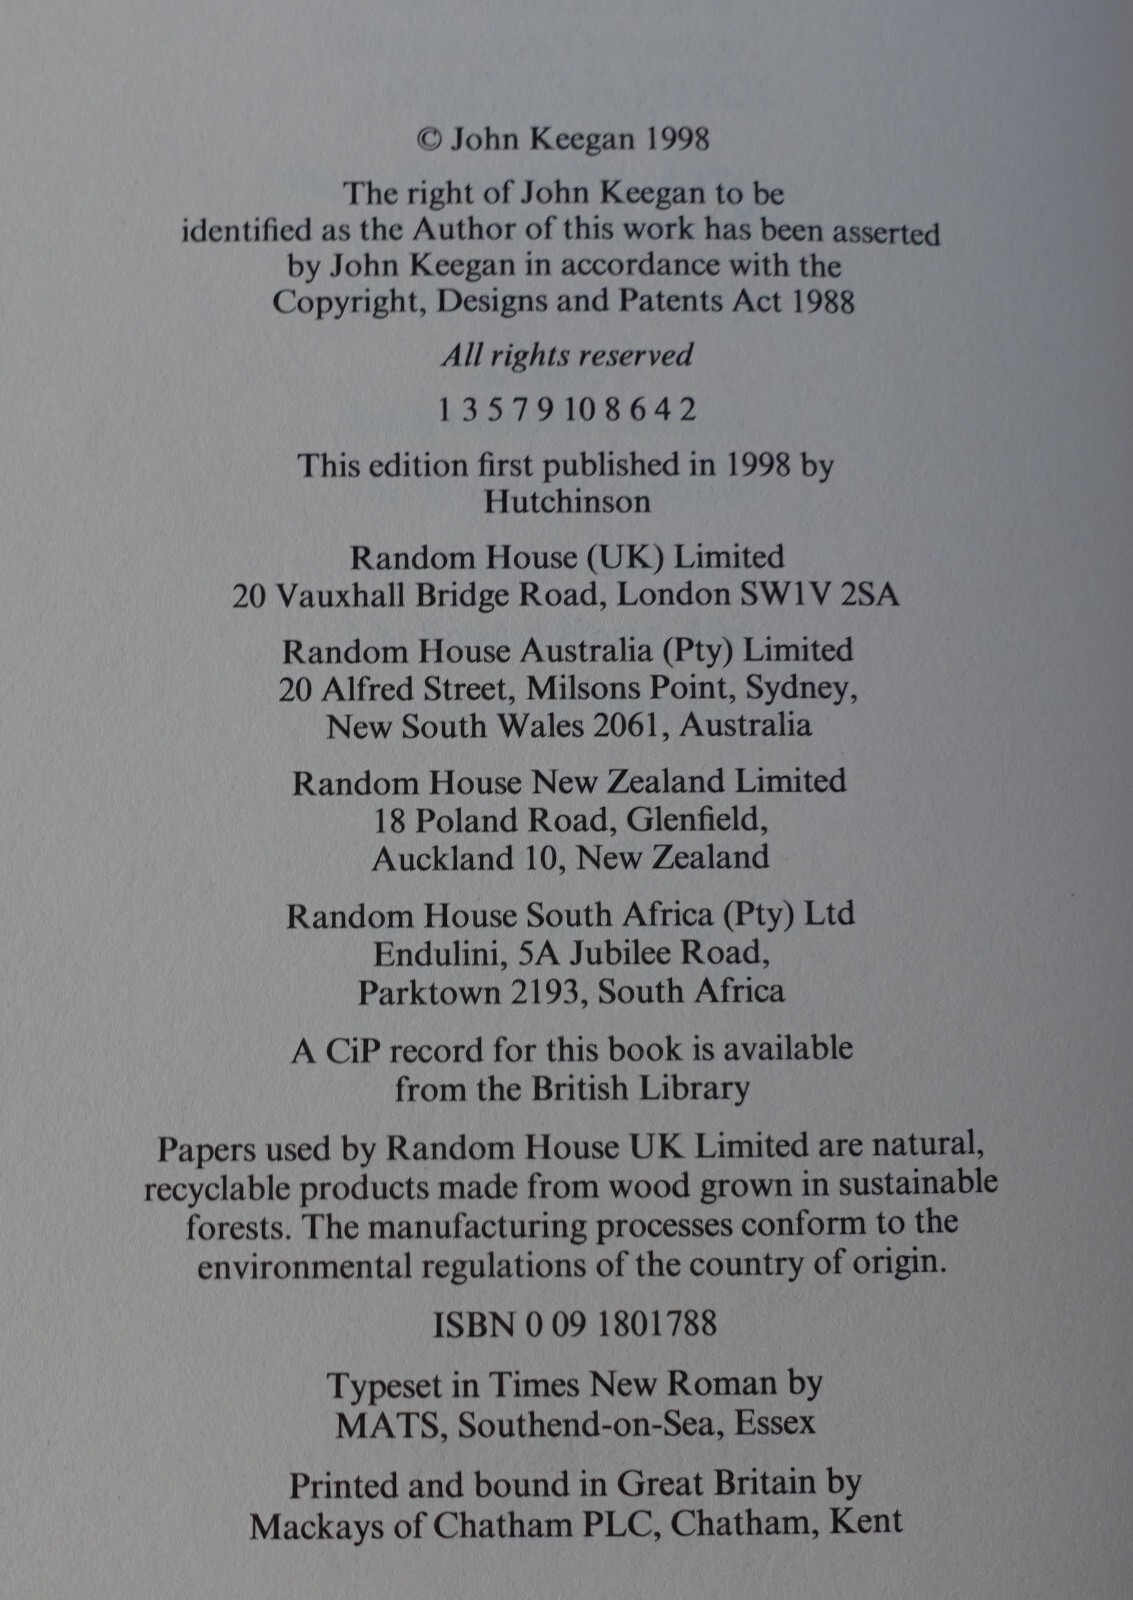 © John Keegan 1998
The right of John Keegan to be
identified as the Author of this work has been asserted
by John Keegan in accordance with the
Copyright, Designs and Patents Act 1988
All rights reserved
1 3 5 7 9 10 8 6 4 2
This edition first published in 1998 by
Hutchinson
Random House (UK) Limited
20 Vauxhall Bridge Road, London SW1V 2SA
Random House Australia (Pty) Limited
20 Alfred Street, Milsons Point, Sydney,
New South Wales 2061, Australia
Random House New Zealand Limited
18 Poland Road, Glenfield,
Auckland 10, New Zealand
Random House South Africa (Pty) Ltd
Endulini, 5A Jubilee Road,
Parktown 2193, South Africa
A CiP record for this book is available
from the British Library
Papers used by Random House UK Limited are natural,
recyclable products made from wood grown in sustainable
forests. The manufacturing processes conform to the
environmental regulations of the country of origin.
ISBN 0 09 1801788
Typeset in Times New Roman by
MATS, Southend-on-Sea, Essex
Printed and bound in Great Britain by
Mackays of Chatham PLC, Chatham, Kent